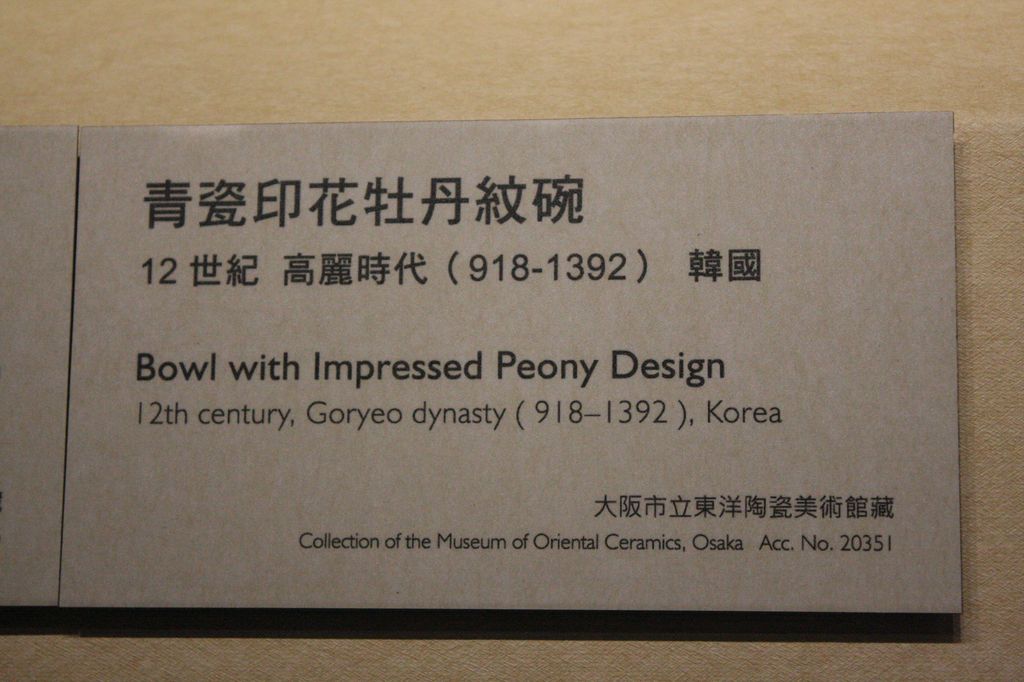 青瓷印花牡丹紋碗
12 世紀 高麗時代（918-1392） 韓國
Bowl with Impressed Peony Design
12th century, Goryeo dynasty ( 918–1392 ), Korea
大阪市立東洋陶瓷美術館藏
Collection of the Museum of Oriental Ceramics, Osaka Acc. No. 20351